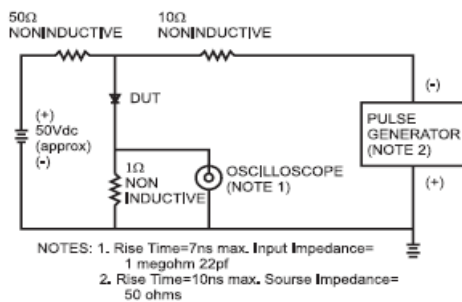 50Ω
NONINDUCTIVE
10Ω
NONINDUCTIVE
DUT
(+)
50Vdc
(approx)
(-)
1Ω
NON
INDUCTIVE
OSCILLOSCOPE
(NOTE 1)
(-)
PULSE
GENERATOR
(NOTE 2)
(+)
NOTES: 1. Rise Time=7ns max. Input Impedance=
1 megohm 22pf
2. Rise Time=10ns max. Sourse Impedance=
50 ohms